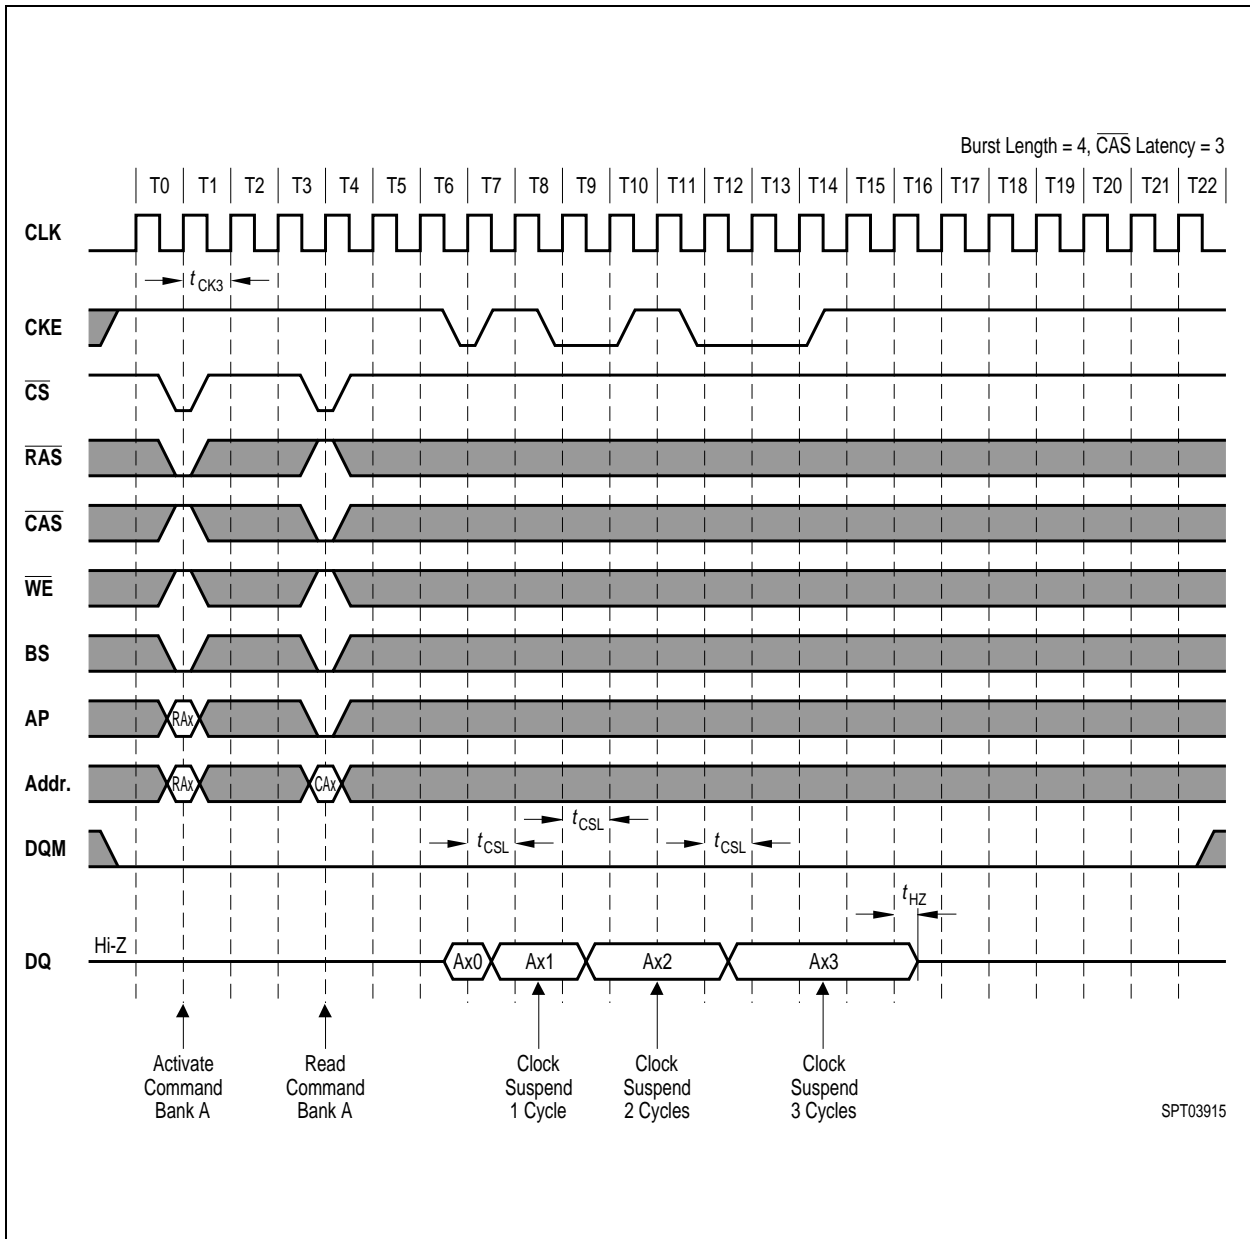 Burst Length = 4, CAS Latency = 3
T0 T1 T2 T3 T4 T5 T6 T7 T8 T9 T10 T11 T12 T13 T14 T15 T16 T17 T18 T19 T20 T21 T22
CLK
tCK3
CKE
CS
RAS
CAS
WE
BS
AP RAx
Addr. RAx CAx
tCSL
DQM tCSL tCSL
tHZ
Hi-Z
DQ Ax0 Ax1 Ax2 Ax3
Activate Command Bank A
Read Command Bank A
Clock Suspend 1 Cycle
Clock Suspend 2 Cycles
Clock Suspend 3 Cycles
SPT03915